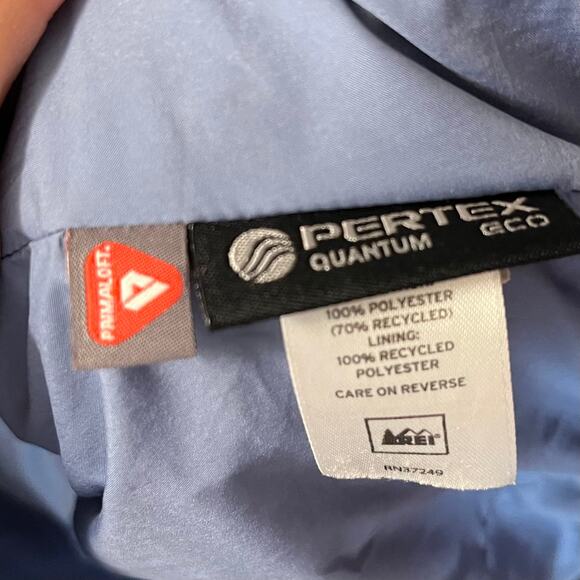 PRIMALOFT.
PERTEX
QUANTUM ECO
100% POLYESTER
(70% RECYCLED)
LINING:
100% RECYCLED
POLYESTER
CARE ON REVERSE
REI
RN37249